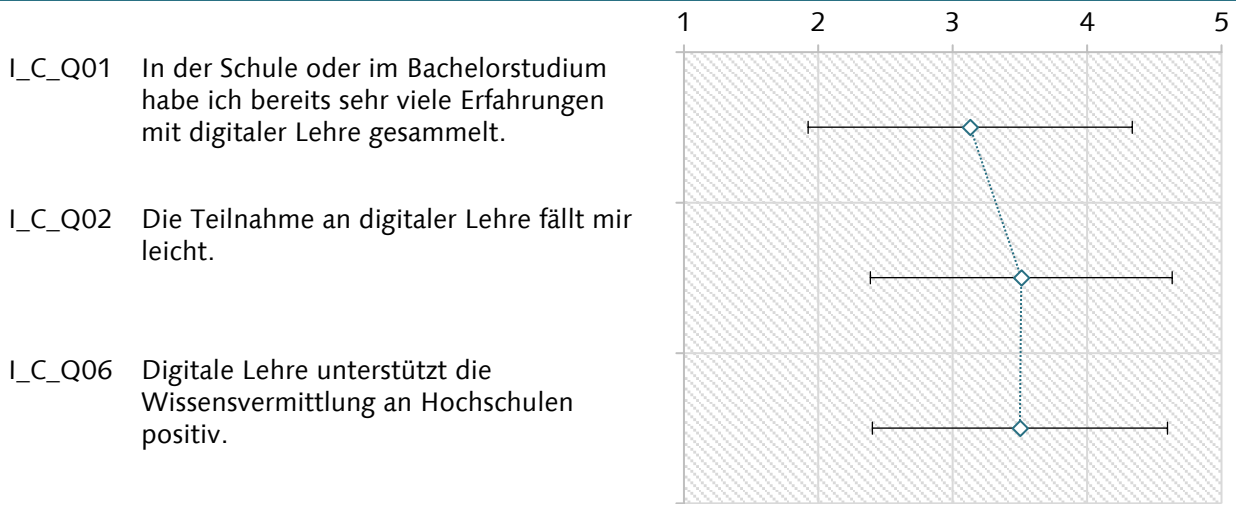 1 2 3 4 5
I_C_Q01 In der Schule oder im Bachelorstudium
habe ich bereits sehr viele Erfahrungen
mit digitaler Lehre gesammelt.
I_C_Q02 Die Teilnahme an digitaler Lehre fällt mir
leicht.
I_C_Q06 Digitale Lehre unterstützt die
Wissensvermittlung an Hochschulen
positiv.